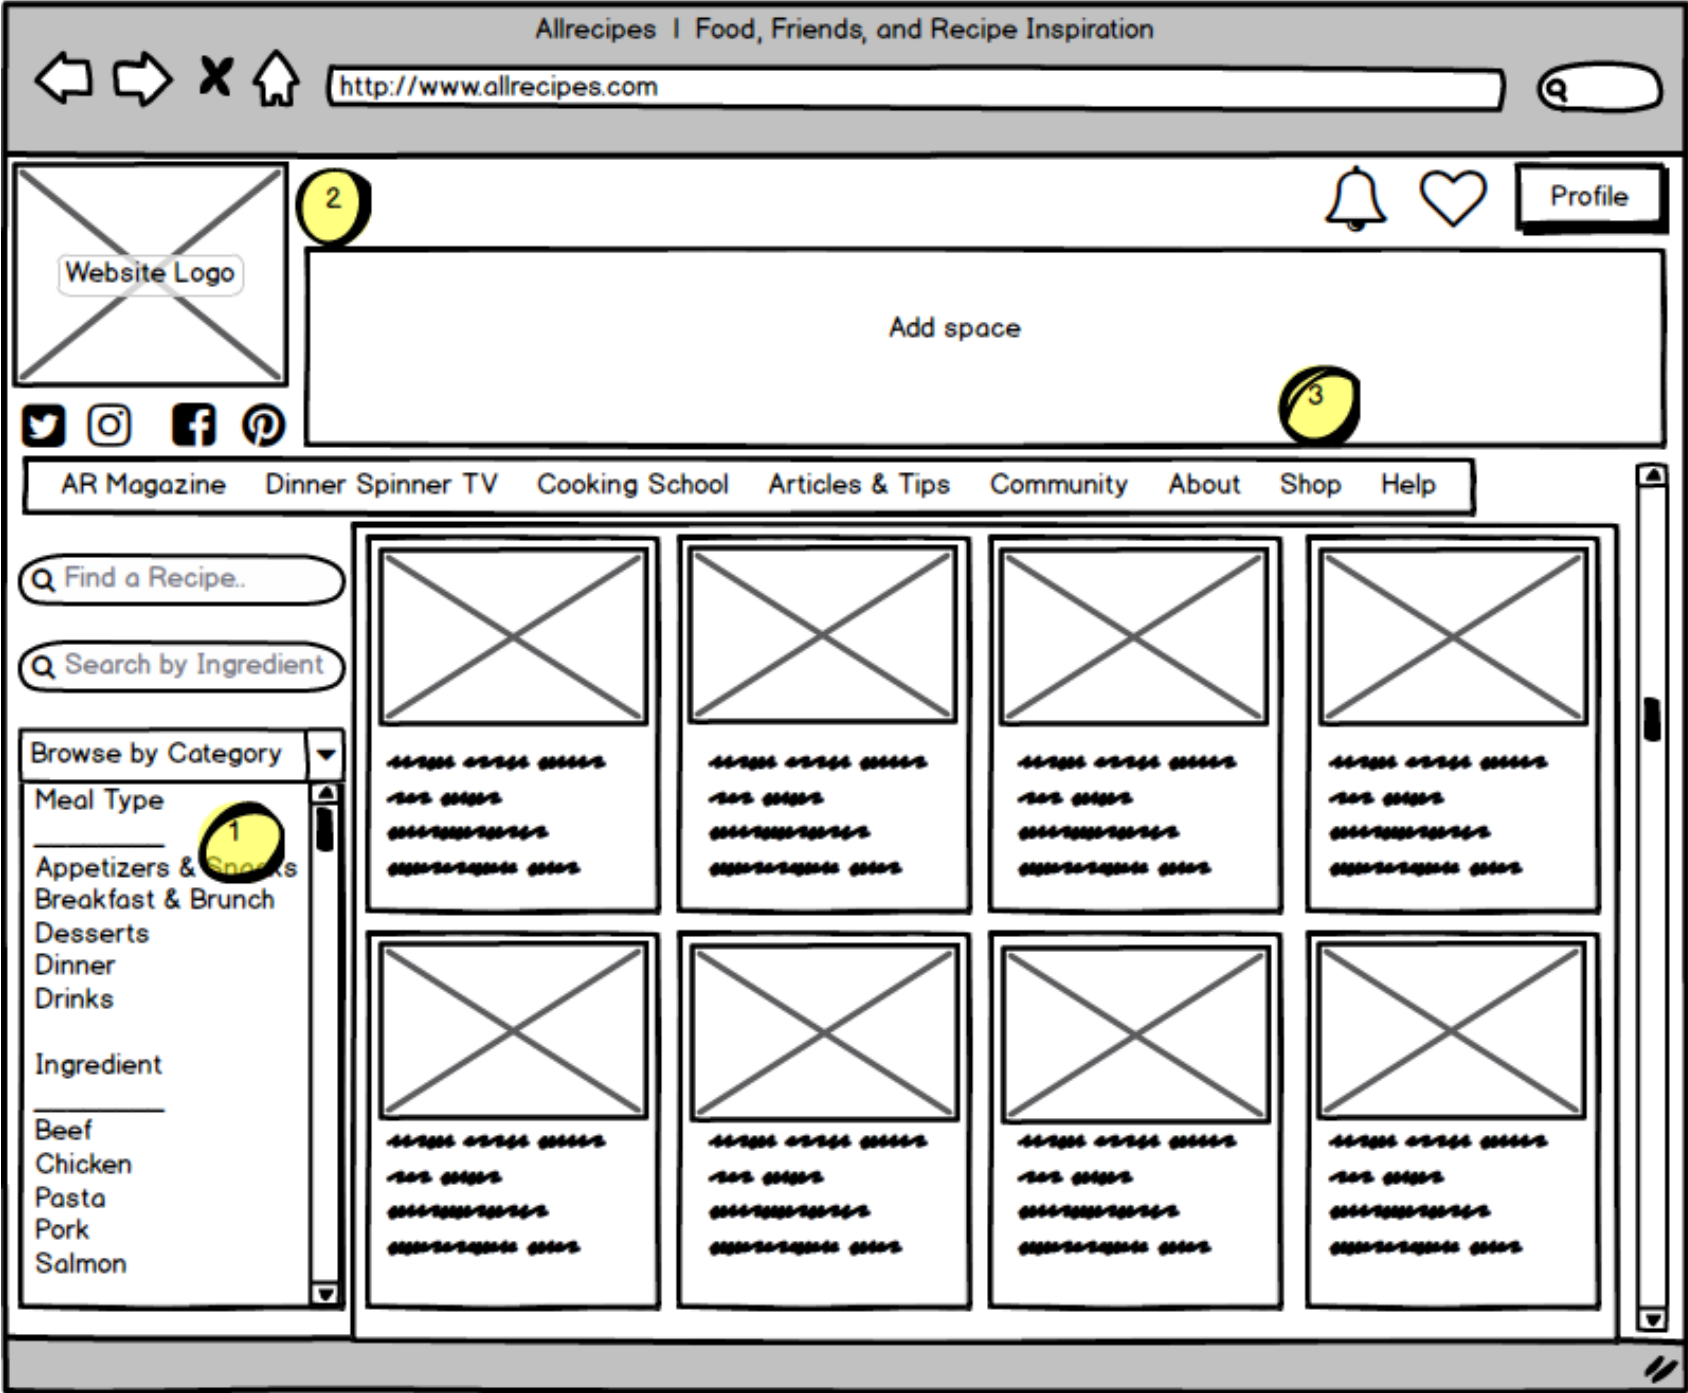 Allrecipes | Food, Friends, and Recipe Inspiration
http://www.allrecipes.com
2
Profile
Website Logo
Add space
3
AR Magazine Dinner Spinner TV Cooking School Articles & Tips Community About Shop Help
Find a Recipe..
Search by Ingredient
Browse by Category
Meal Type
1
Appetizers & Snacks
Breakfast & Brunch
Desserts
Dinner
Drinks
Ingredient
Beef
Chicken
Pasta
Pork
Salmon